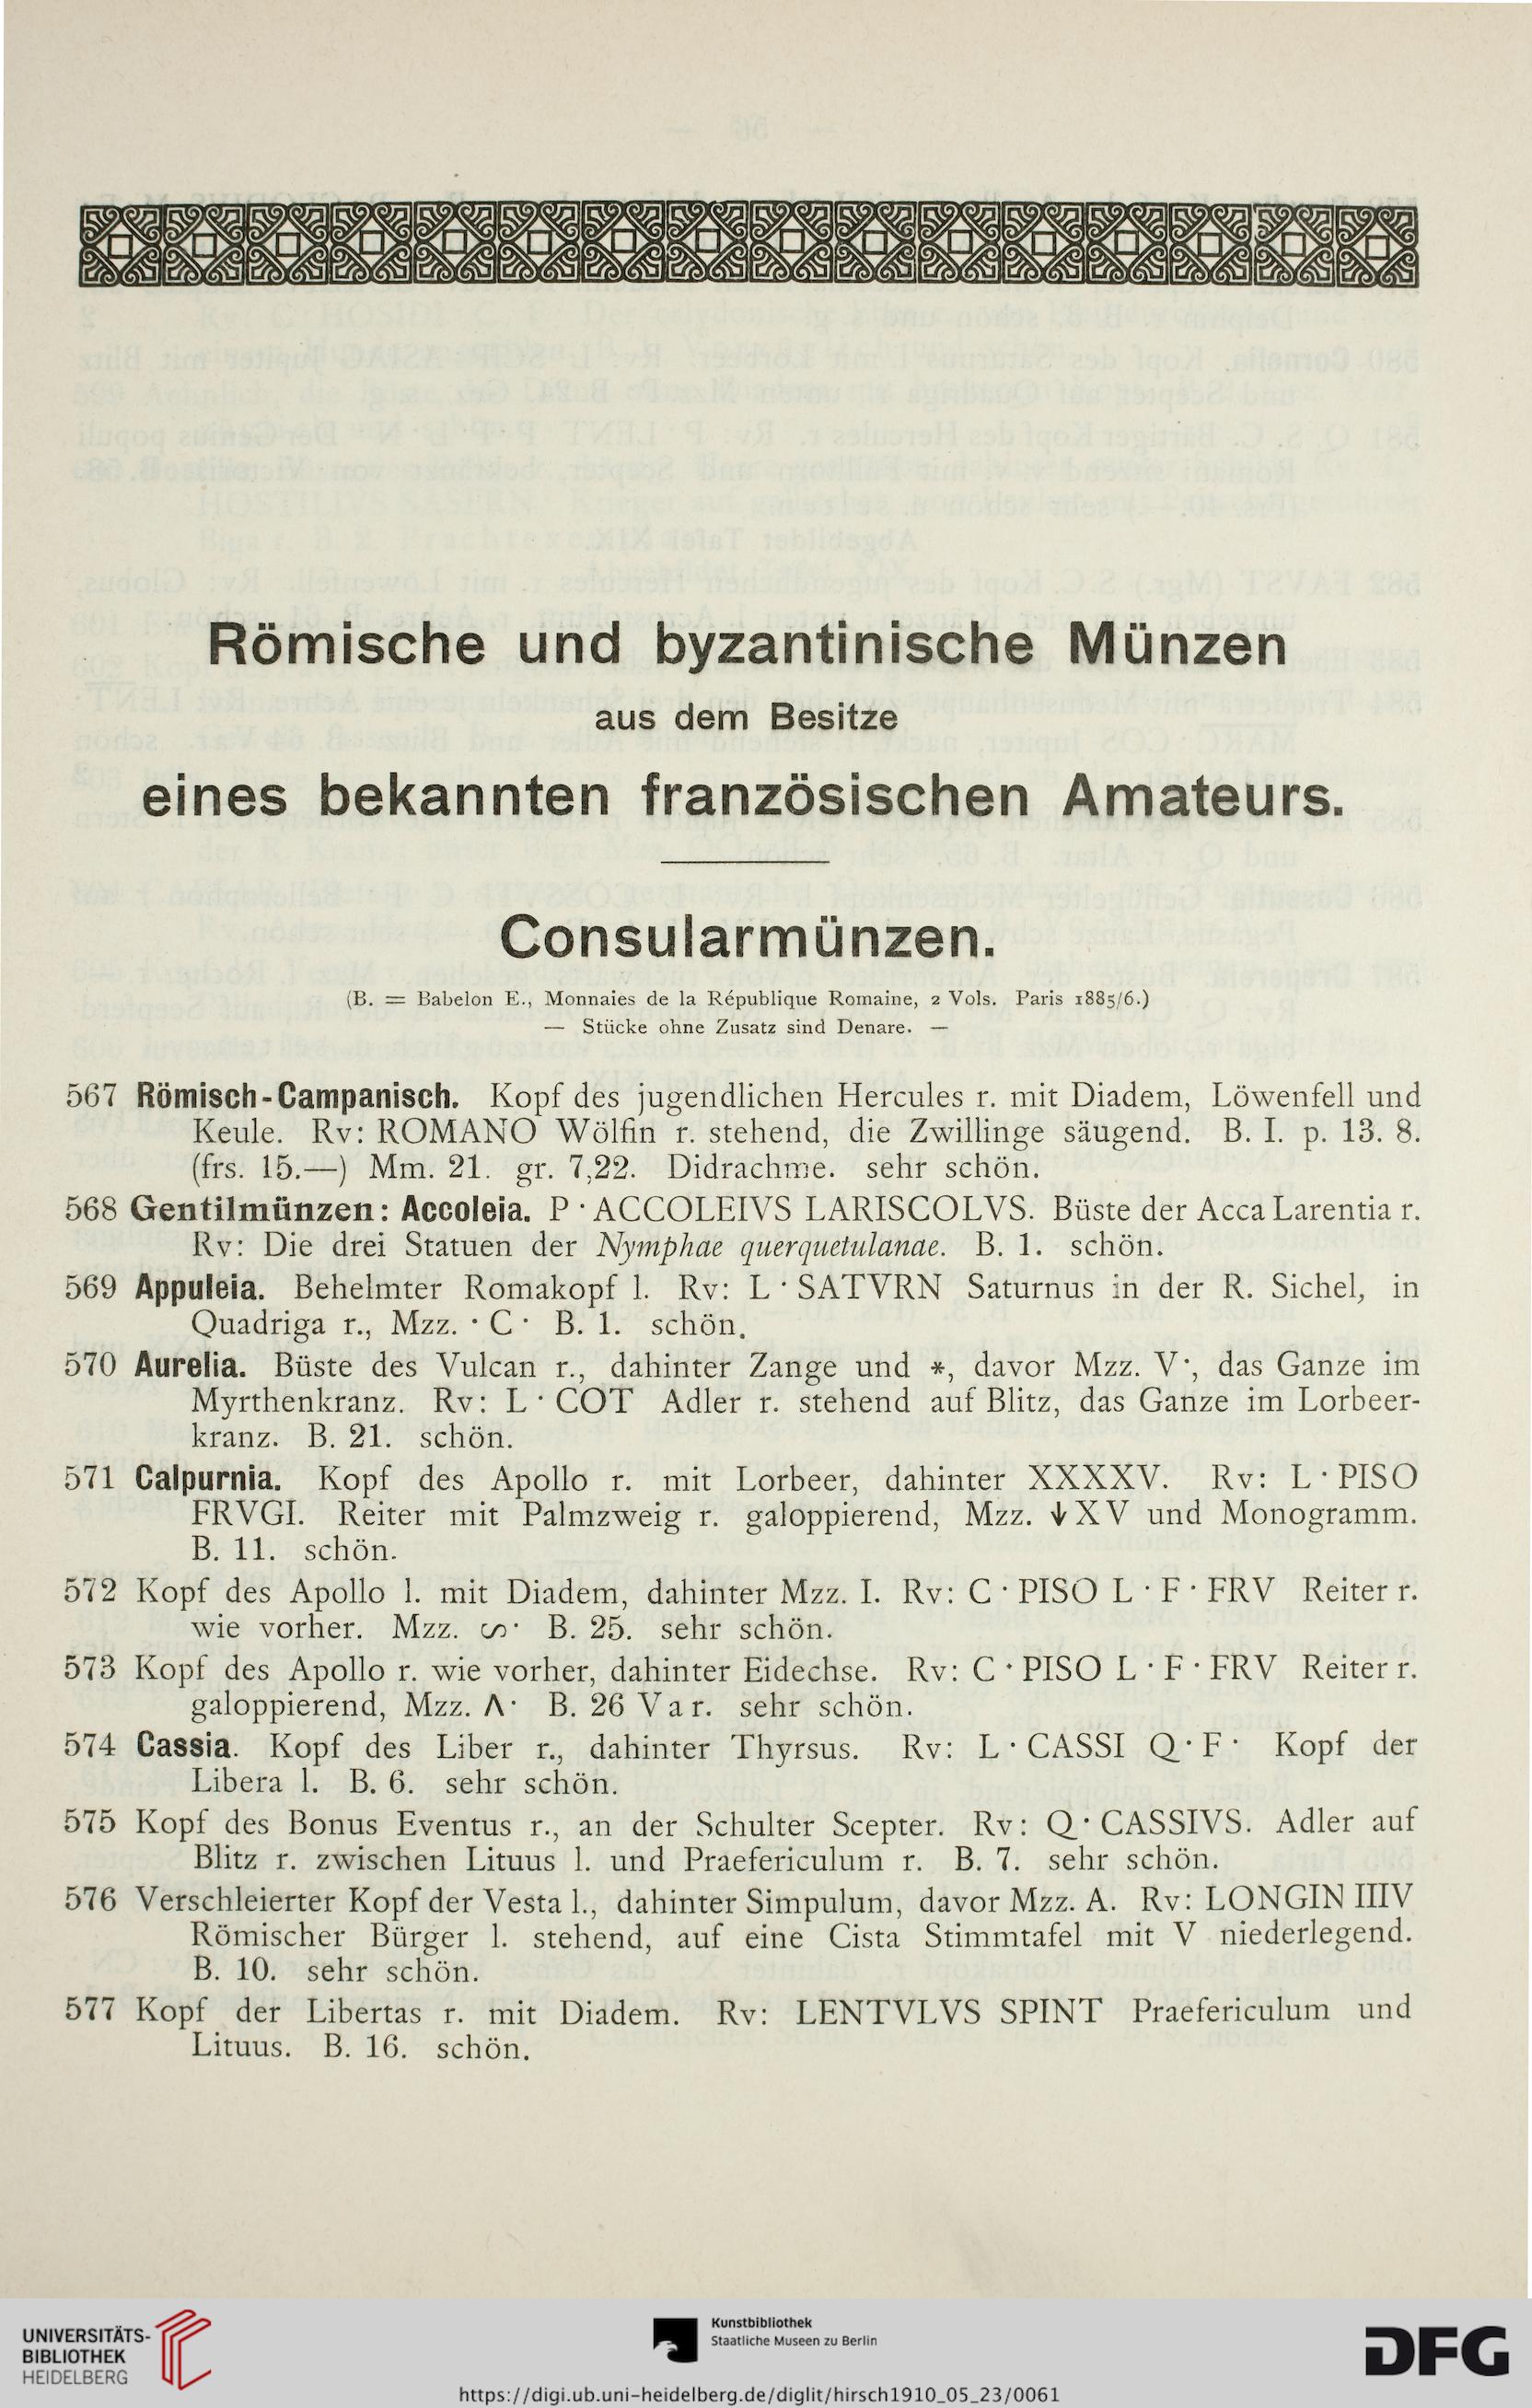 Römische und byzantinische Münzen
aus dem Besitze
eines bekannten französischen Amateurs.
Consularmünzen.
(B. = Babelon E., Monnaies de la République Romaine, 2 Vols. Paris 1885/6.)
— Stücke ohne Zusatz sind Denare. —
567 Römisch-Campanisch. Kopf des jugendlichen Hercules r. mit Diadem, Löwenfell und
Keule. Rv: ROMANO Wölfin r. stehend, die Zwillinge säugend. B. I. p. 13. 8.
(frs. 15.—) Mm. 21. gr. 7,22. Didrachme. sehr schön.
568 Gentilmünzen: Accoleia. P · ACCOLEIVS LARISCOLVS. Büste der Acca Larentia r.
Rv: Die drei Statuen der Nymphae querquetulanae. B. 1. schön.
569 Appuleia. Behelmter Romakopf l. Rv: L · SATVRN Saturnus in der R. Sichel, in
Quadriga r., Mzz. · C · B. 1. schön.
570 Aurelia. Büste des Vulcan r., dahinter Zange und *, davor Mzz. V·, das Ganze im
Myrthenkranz. Rv: L · COT Adler r. stehend auf Blitz, das Ganze im Lorbeer-
kranz. B. 21. schön.
571 Calpurnia. Kopf des Apollo r. mit Lorbeer, dahinter XXXXV. Rv: L · PISO
FRVGI. Reiter mit Palmzweig r. galoppierend, Mzz. ↓XV und Monogramm.
B. 11. schön.
572 Kopf des Apollo l. mit Diadem, dahinter Mzz. I. Rv: C · PISO L · F · FRV Reiter r.
wie vorher. Mzz. ᔕ· B. 25. sehr schön.
573 Kopf des Apollo r. wie vorher, dahinter Eidechse. Rv: C · PISO L · F · FRV Reiter r.
galoppierend, Mzz. Λ· B. 26 Var. sehr schön.
574 Cassia. Kopf des Liber r., dahinter Thyrsus. Rv: L · CASSI Q · F · Kopf der
Libera l. B. 6. sehr schön.
575 Kopf des Bonus Eventus r., an der Schulter Scepter. Rv: Q · CASSIVS. Adler auf
Blitz r. zwischen Lituus l. und Praefericulum r. B. 7. sehr schön.
576 Verschleierter Kopf der Vesta l., dahinter Simpulum, davor Mzz. A. Rv: LONGIN IIIV
Römischer Bürger l. stehend, auf eine Cista Stimmtafel mit V niederlegend.
B. 10. sehr schön.
577 Kopf der Libertas r. mit Diadem. Rv: LENTVLVS SPINT Praefericulum und
Lituus. B. 16. schön.
UNIVERSITÄTS-
BIBLIOTHEK
HEIDELBERG
Kunstbibliothek
Staatliche Museen zu Berlin
DFG
https://digi.ub.uni-heidelberg.de/diglit/hirsch1910_05_23/0061